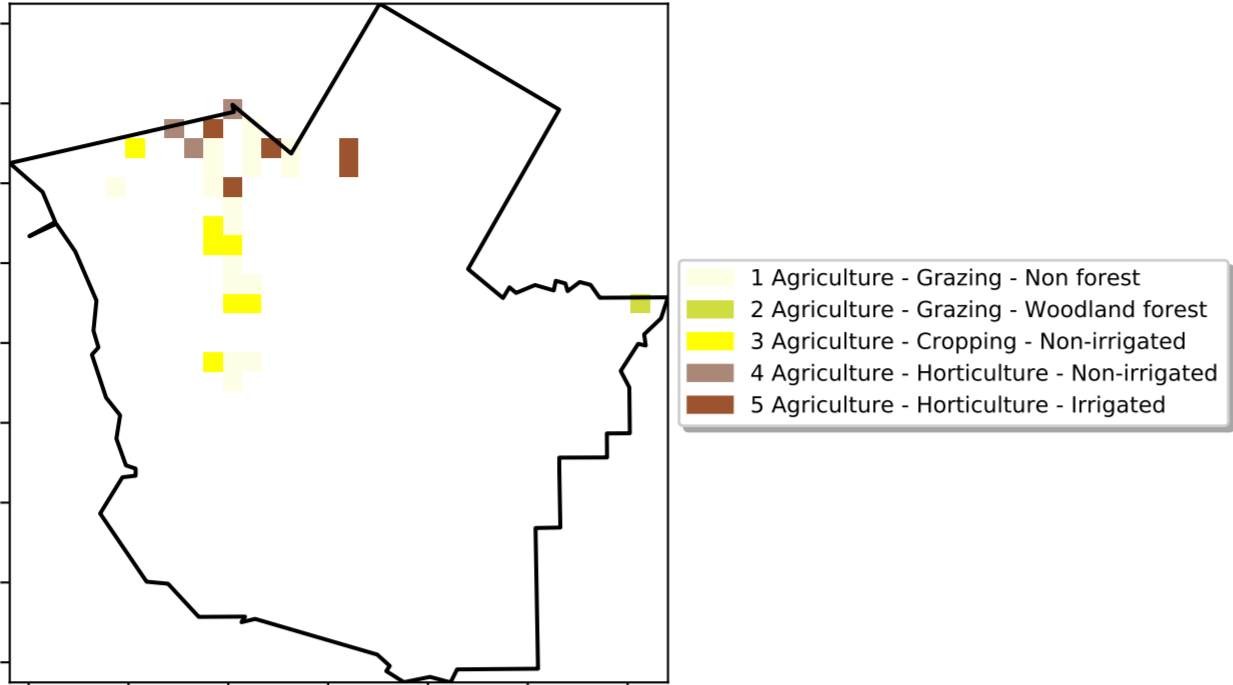 1 Agriculture - Grazing - Non forest
2 Agriculture - Grazing - Woodland forest
3 Agriculture - Cropping - Non-irrigated
4 Agriculture - Horticulture - Non-irrigated
5 Agriculture - Horticulture - Irrigated